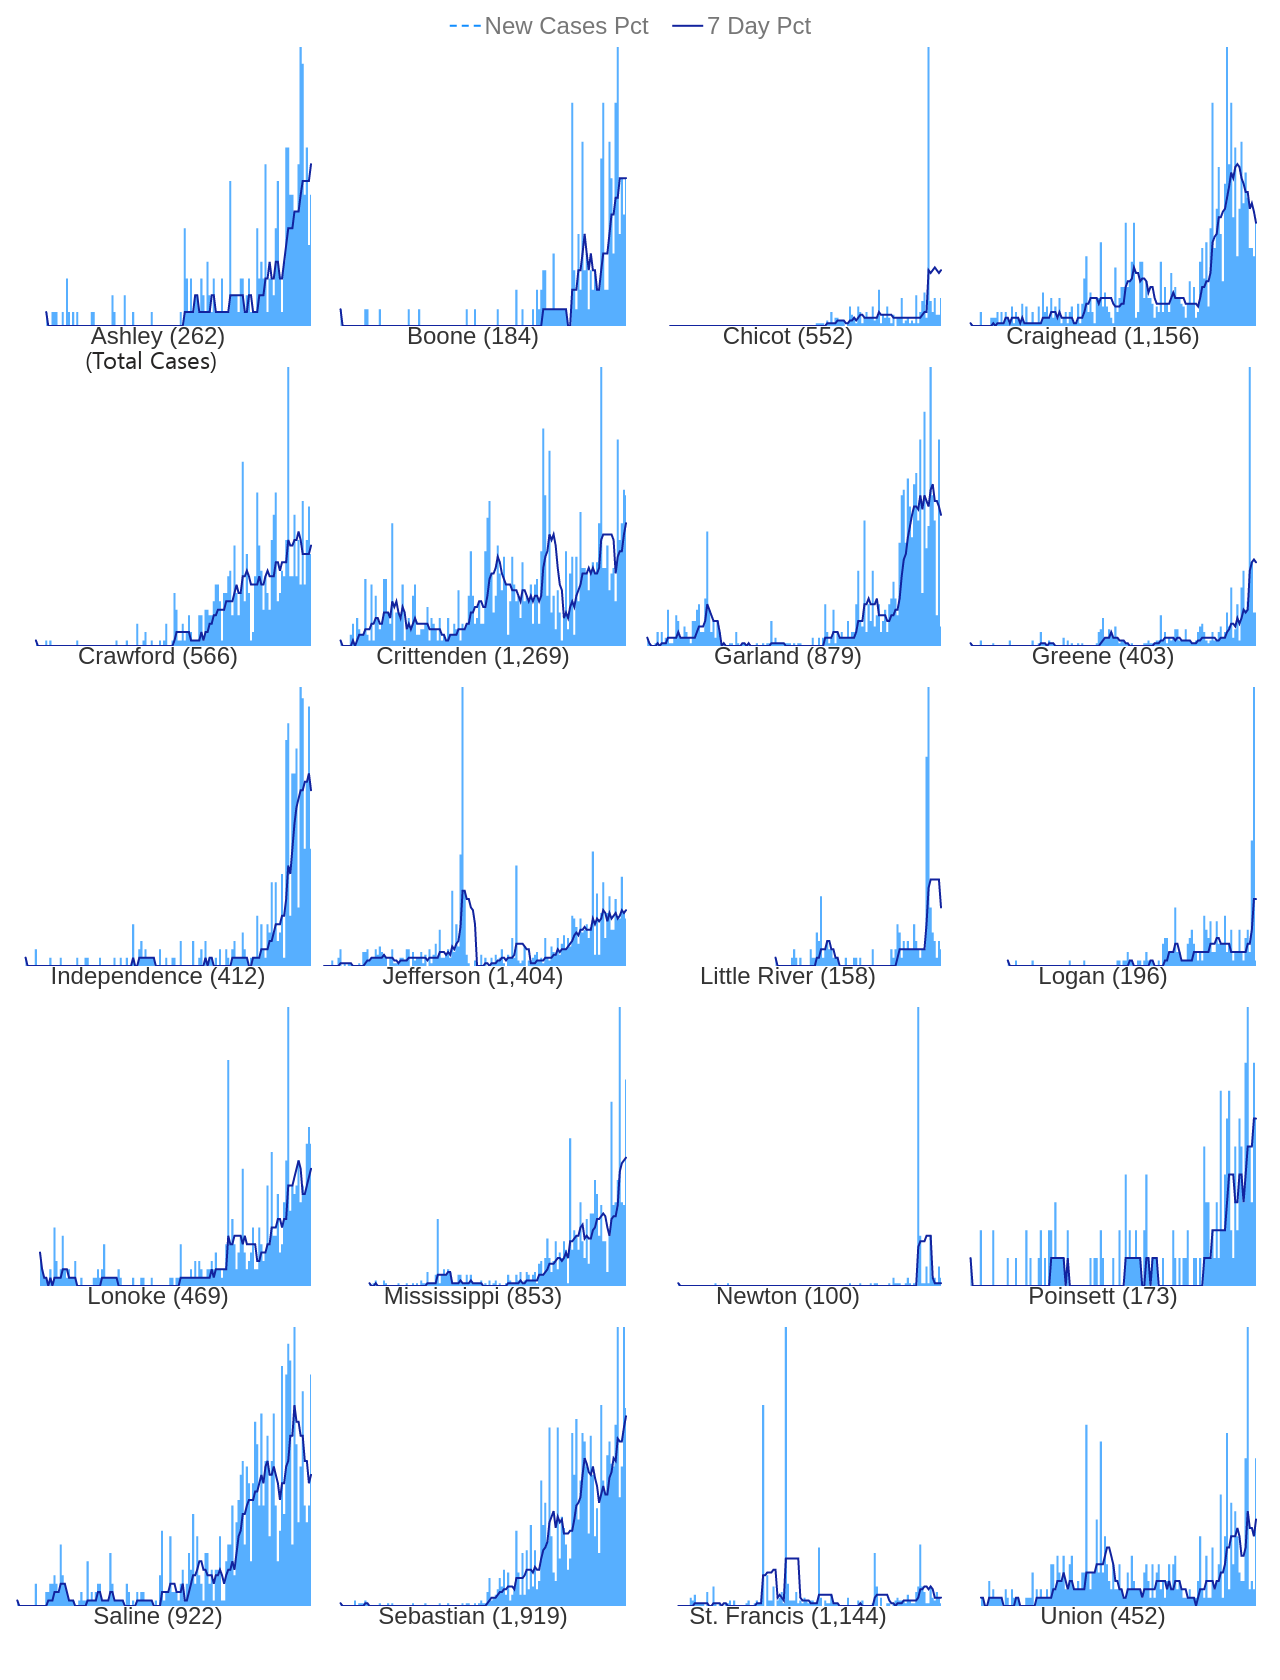 New Cases Pct 7 Day Pct
Ashley (262) Boone (184) Chicot (552) Craighead (1,156)
(Total Cases)
Crawford (566) Crittenden (1,269) Garland (879) Greene (403)
Independence (412) Jefferson (1,404) Little River (158) Logan (196)
Lonoke (469) Mississippi (853) Newton (100) Poinsett (173)
Saline (922) Sebastian (1,919) St. Francis (1,144) Union (452)